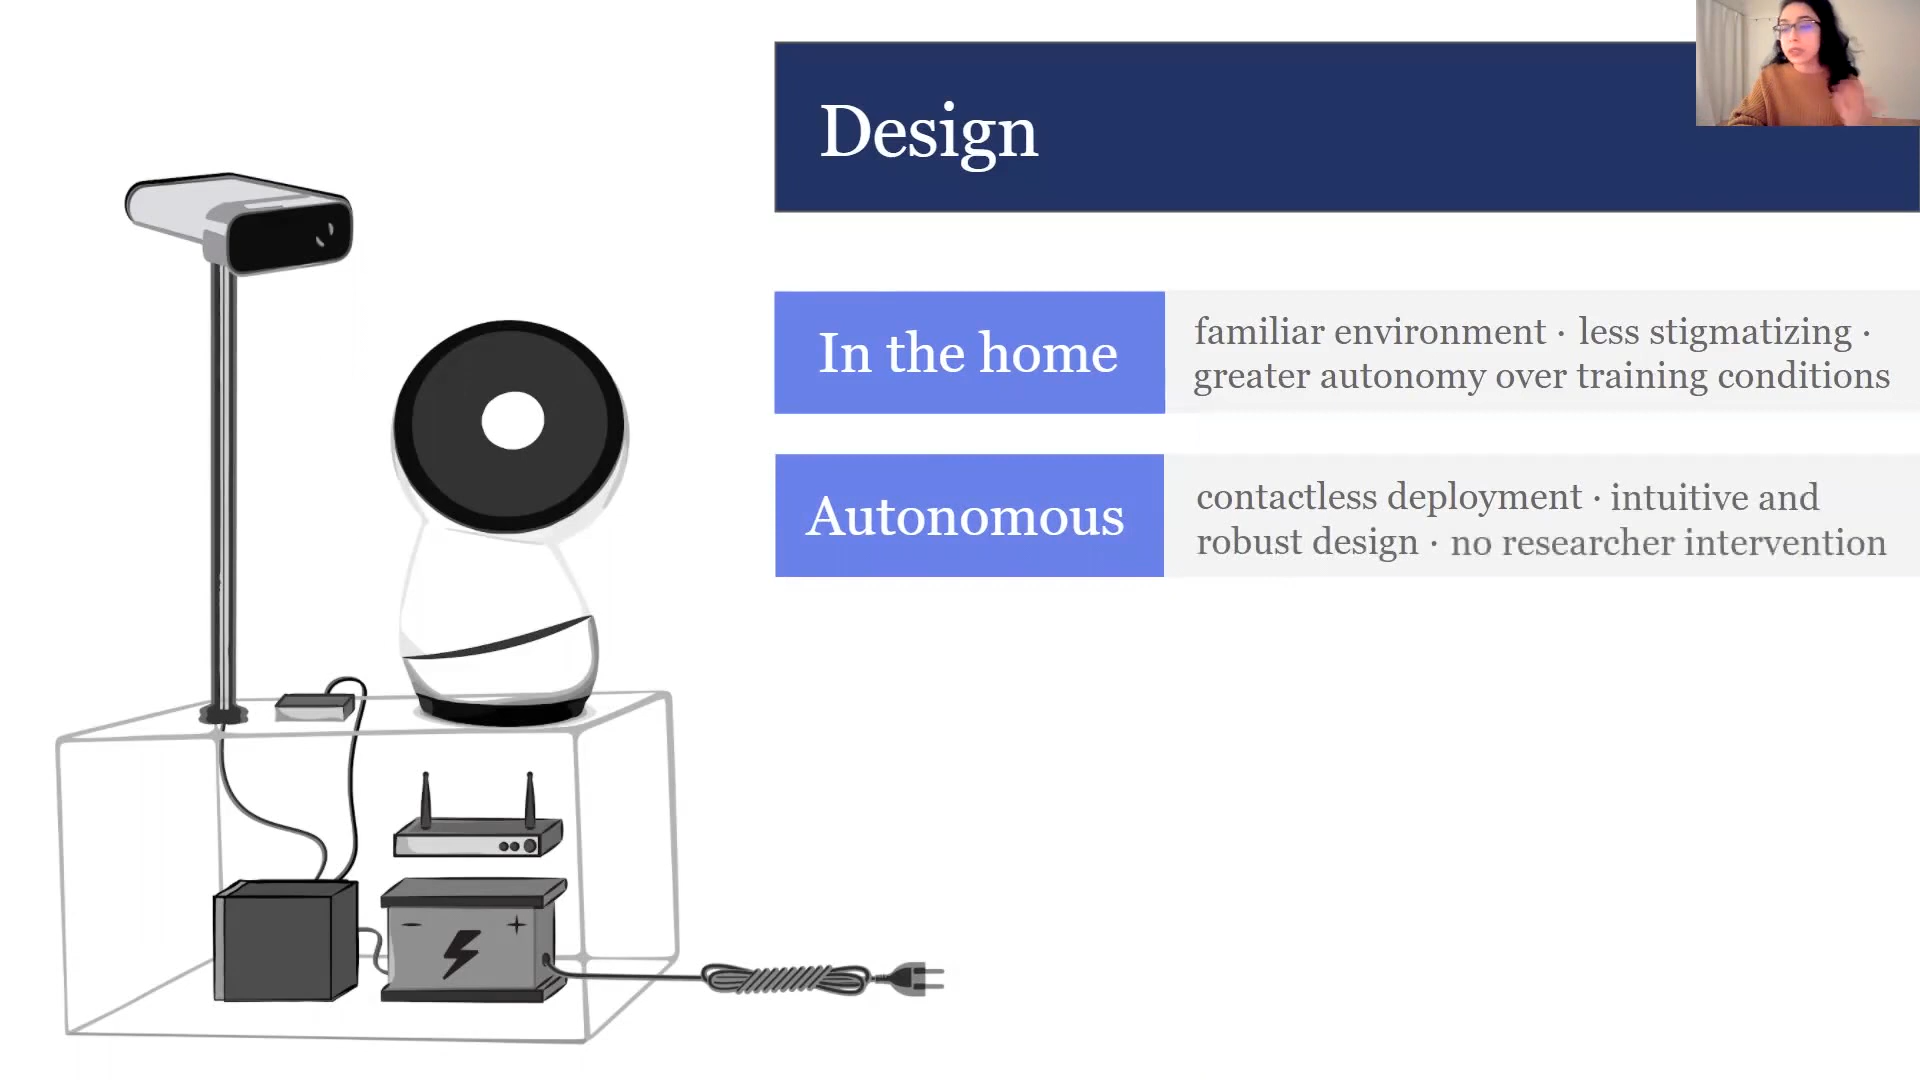 Design
In the home
familiar environment · less stigmatizing ·
greater autonomy over training conditions
Autonomous
contactless deployment · intuitive and
robust design · no researcher intervention